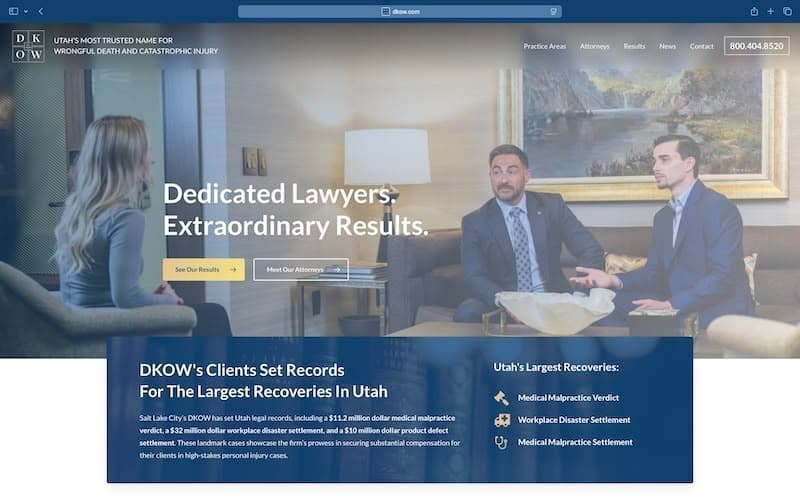 dkow.com
D K
O W
UTAH'S MOST TRUSTED NAME FOR
WRONGFUL DEATH AND CATASTROPHIC INJURY
Practice Areas Attorneys Results News Contact 800.404.8520
Dedicated Lawyers.
Extraordinary Results.
See Our Results → Meet Our Attorneys →
DKOW's Clients Set Records
For The Largest Recoveries In Utah
Salt Lake City's DKOW has set Utah legal records, including a $11.2 million dollar medical malpractice
verdict, a $32 million dollar workplace disaster settlement, and a $10 million dollar product defect
settlement. These landmark cases showcase the firm's prowess in securing substantial compensation for
their clients in high-stakes personal injury cases.
Utah's Largest Recoveries:
Medical Malpractice Verdict
Workplace Disaster Settlement
Medical Malpractice Settlement